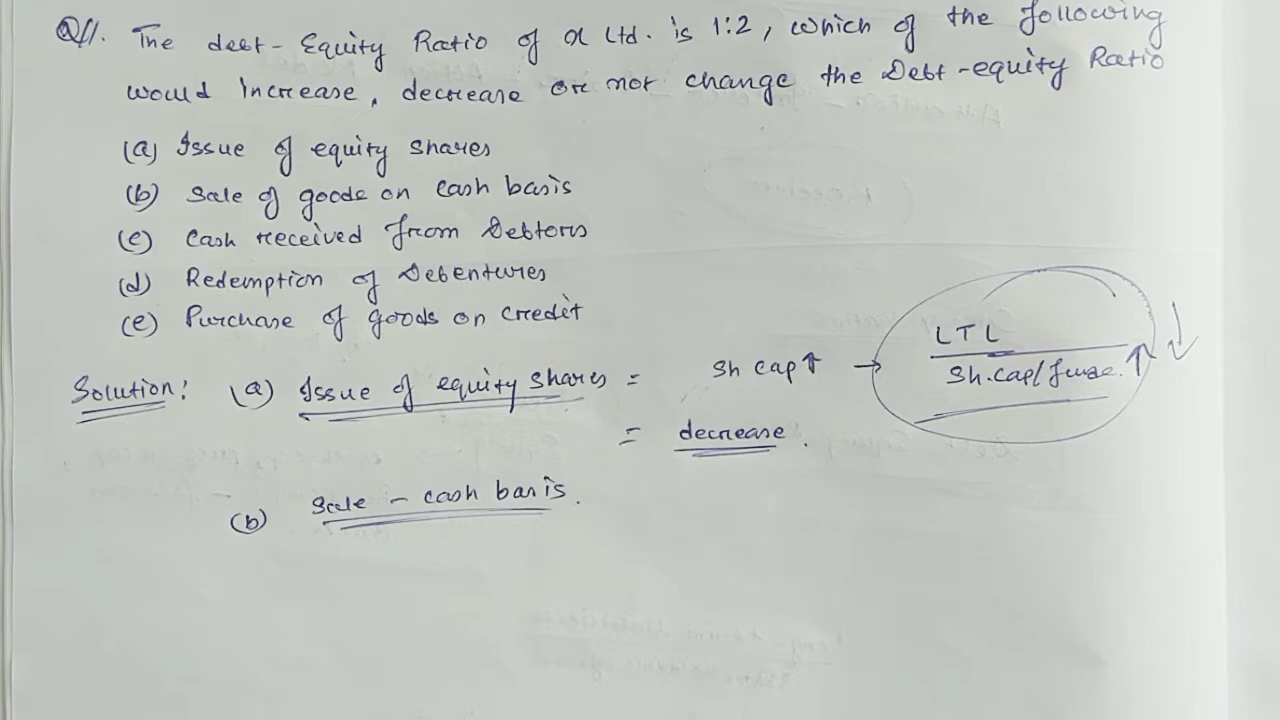 Q1. The debt-Equity Ratio of x Ltd. is 1:2, which of the following
would increase, decrease or not change the Debt-equity Ratio
(a) Issue of equity shares
(b) Sale of goods on cash basis
(c) Cash received from Debtors
(d) Redemption of Debentures
(e) Purchase of goods on credit
Solution: (a) Issue of equity shares = Sh cap↑ → LTL
Sh.cap/ ↑ ↓
= decrease.
(b) Sale - cash basis.